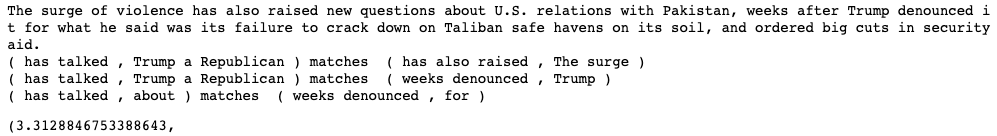 The surge of violence has also raised new questions about U.S. relations with Pakistan, weeks after Trump denounced i
t for what he said was its failure to crack down on Taliban safe havens on its soil, and ordered big cuts in security
aid.
( has talked , Trump a Republican ) matches  ( has also raised , The surge )
( has talked , Trump a Republican ) matches  ( weeks denounced , Trump )
( has talked , about ) matches  ( weeks denounced , for )
(3.3128846753388643,